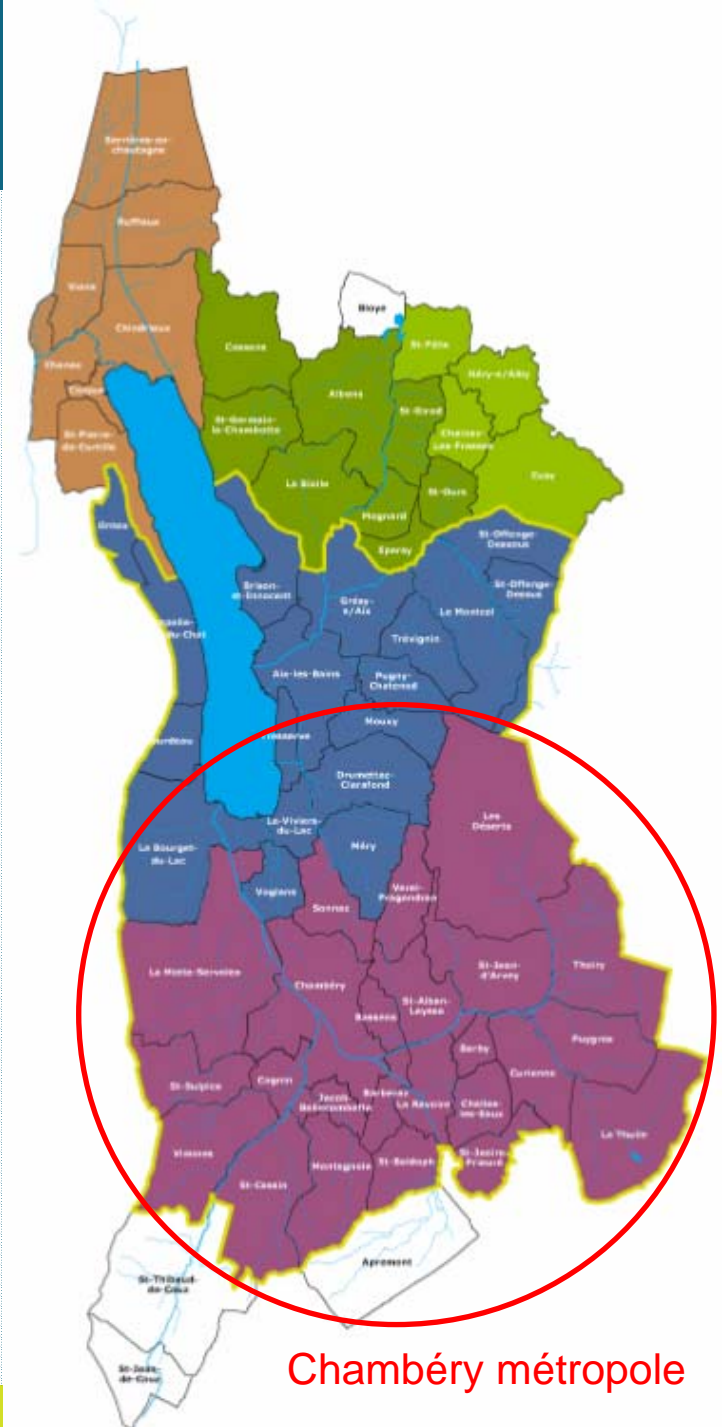 Serrières-en-
chautagne
Ruffieux
Vions
Chindrieux
Chanaz
St-Pierre-
de-Curtille
Bloye
Cessens
Albens
St-Félix
Héry-s/Alby
St-Germain-
la-Chambotte
St-Girod
La Biolle
Mognard
St-Ours
Cusy
Epersy
St-Offenge-
Dessous
St-Offenge-
Dessus
Ontex
Brison-
St-Innocent
Grésy-
s/Aix
Le Montcel
Trévignin
du-Chat
Aix-les-Bains
Pugny-
Chatenod
Mouxy
Drumettaz-
Clarafond
Les
Déserts
Le Bourget-
du-Lac
Le-Viviers-
du-Lac
Méry
Voglans
Sonnaz
Verel-
Pragondran
La Motte-Servolex
Chambéry
St-Jean-
d'Arvey
Thoiry
St-Alban-
Leysse
Bassens
Barby
Puygros
Curienne
St-Sulpice
Cognin
Jacob-
Bellecombette
Barberaz
La Ravoire
Challes-
les-Eaux
La Thuile
Vimines
St-Cassin
Montagnole
St-Baldoph
St-Jeoire-
Prieuré
Apremont
St-Thibaud-
de-Couz
St-Jean-
de-Couz
Chambéry métropole